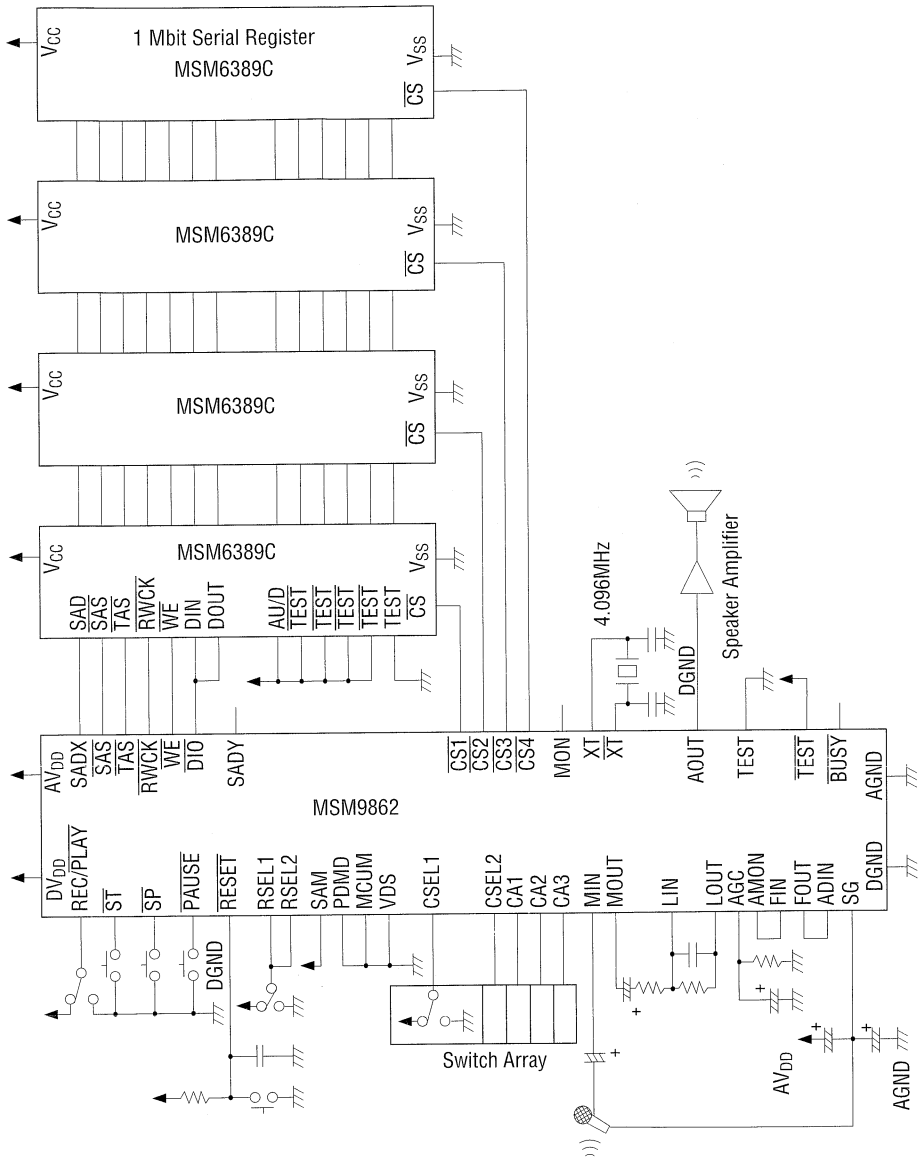 VCC
1 Mbit Serial Register
MSM6389C
VSS
CS
VCC
MSM6389C
VSS
CS
VCC
MSM6389C
VSS
CS
VCC
MSM6389C
VSS
SAD
SAS
TAS
RWCK
WE
DIN
DOUT
AU/D
TEST
TEST
TEST
TEST
TEST
CS
4.096MHz
DGND
Speaker Amplifier
AVDD
SADX
SAS
TAS
RWCK
WE
DIO
SADY
CS1
CS2
CS3
CS4
MON
XT
XT
AOUT
TEST
TEST
BUSY
AGND
MSM9862
DVDD
REC/PLAY
ST
SP
PAUSE
RESET
RSEL1
RSEL2
SAM
PDMD
MCUM
VDS
CSEL1
CSEL2
CA1
CA2
CA3
MIN
MOUT
LIN
LOUT
AGC
AMON
FIN
FOUT
ADIN
SG
DGND
DGND
+
+
+
+
+
Switch Array
AVDD
AGND